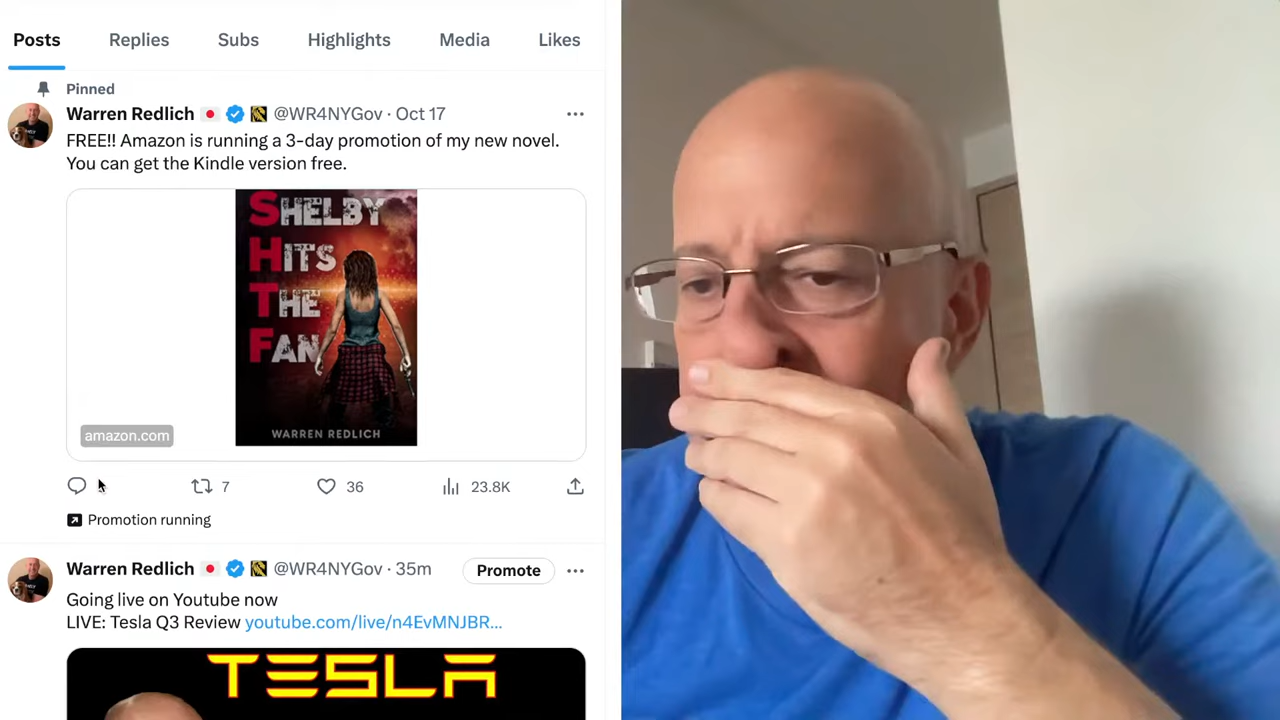 Posts Replies Subs Highlights Media Likes
Pinned
Warren Redlich @WR4NYGov · Oct 17
FREE!! Amazon is running a 3-day promotion of my new novel.
You can get the Kindle version free.
SHELBY
HITS
THE
FAN
WARREN REDLICH
amazon.com
7 36 23.8K
Promotion running
Warren Redlich @WR4NYGov · 35m Promote
Going live on Youtube now
LIVE: Tesla Q3 Review youtube.com/live/n4EvMNJBR...
TESLA